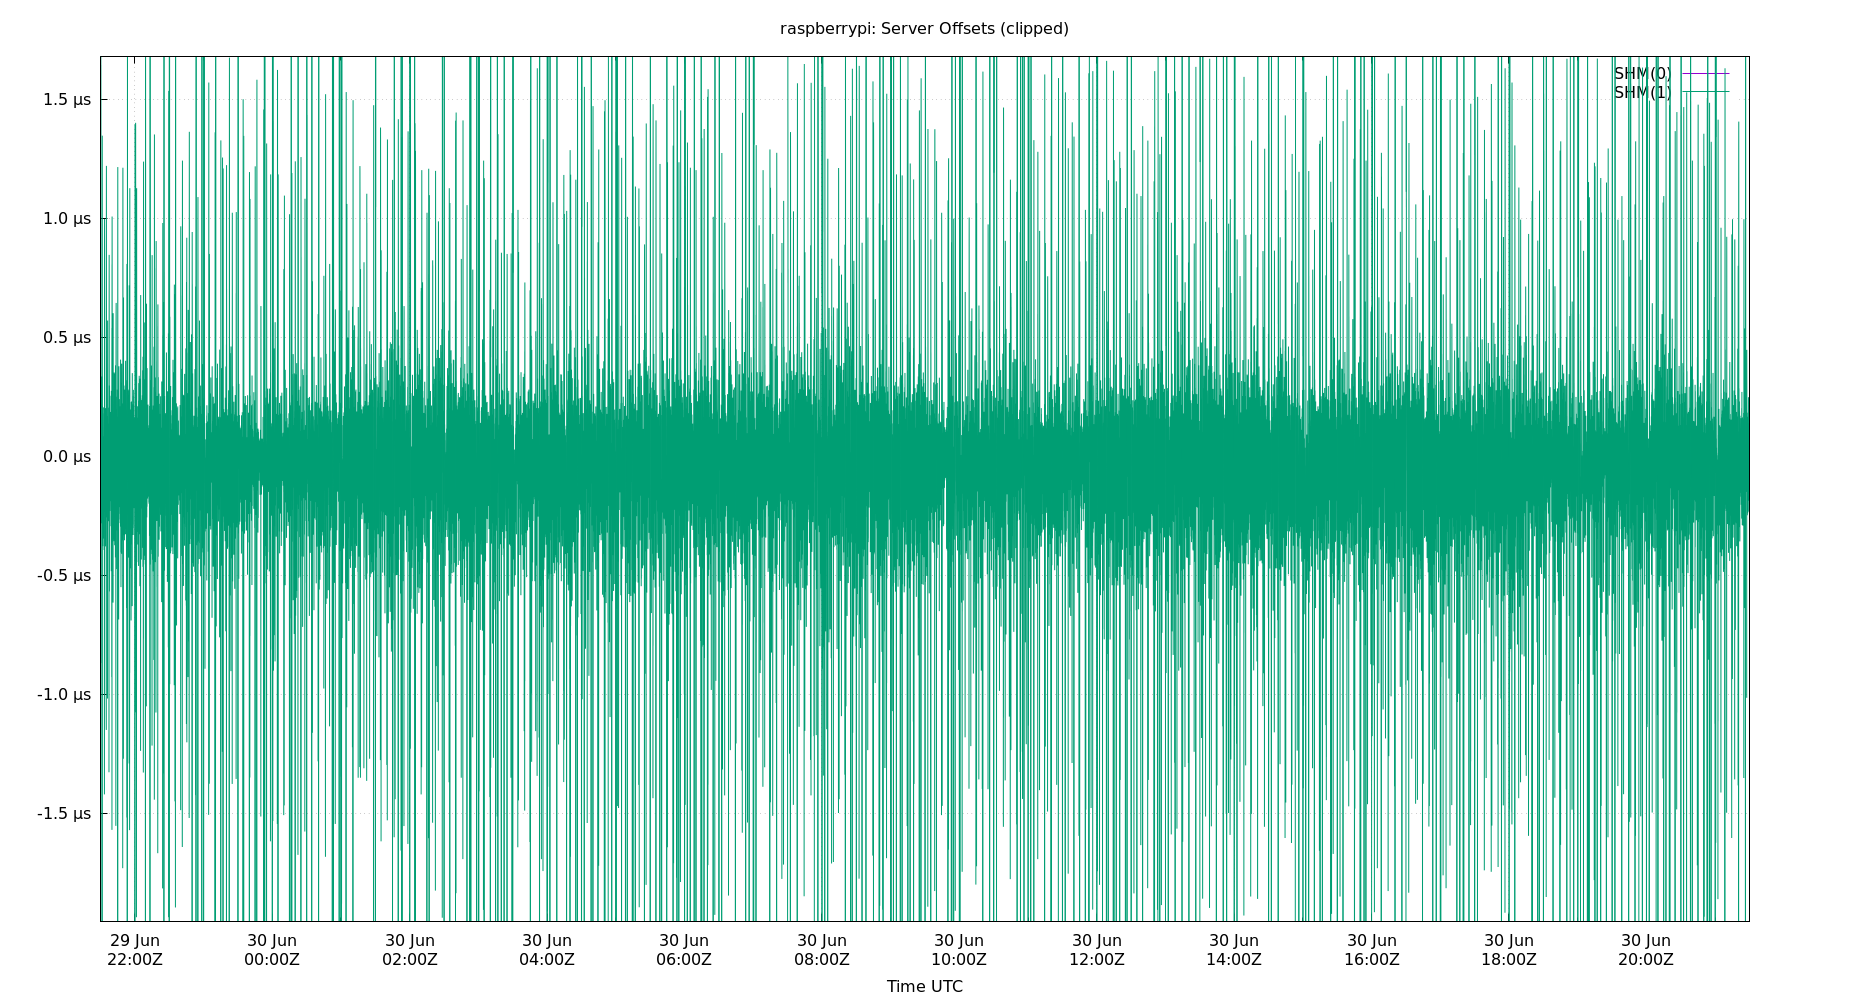 raspberrypi: Server Offsets (clipped)
SHM(0)
SHM(1)
1.5 µs
1.0 µs
0.5 µs
0.0 µs
-0.5 µs
-1.0 µs
-1.5 µs
29 Jun 30 Jun 30 Jun 30 Jun 30 Jun 30 Jun 30 Jun 30 Jun 30 Jun 30 Jun 30 Jun 30 Jun
22:00Z 00:00Z 02:00Z 04:00Z 06:00Z 08:00Z 10:00Z 12:00Z 14:00Z 16:00Z 18:00Z 20:00Z
Time UTC